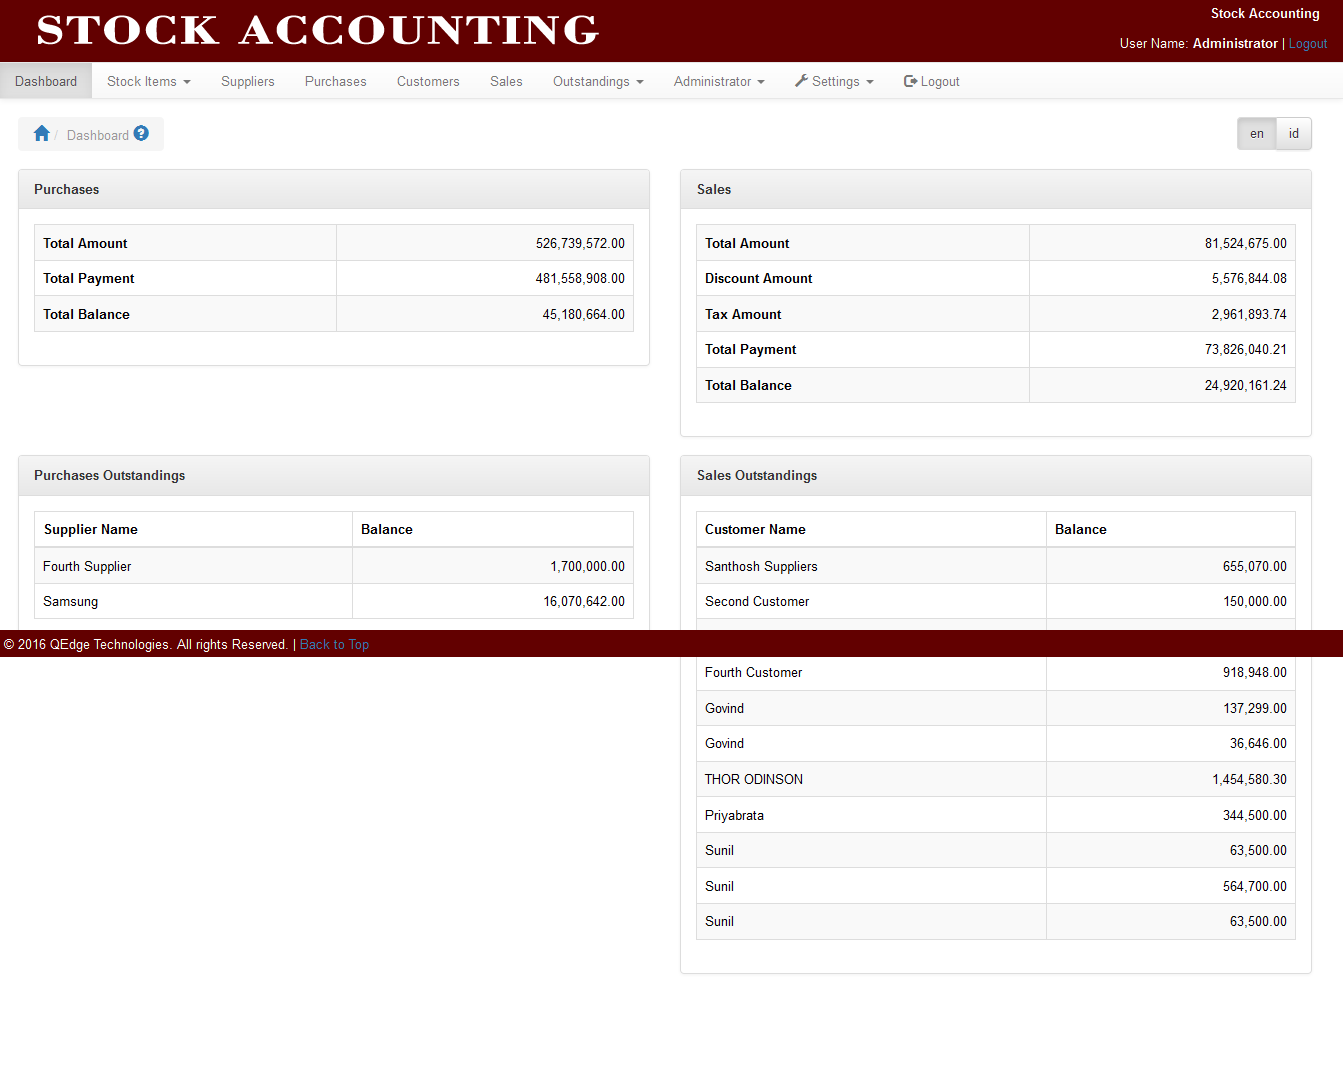 STOCK ACCOUNTING
Stock Accounting
User Name: Administrator | Logout
Dashboard Stock Items Suppliers Purchases Customers Sales Outstandings Administrator Settings Logout
/ Dashboard
en id
Purchases
Total Amount 526,739,572.00
Total Payment 481,558,908.00
Total Balance 45,180,664.00
Sales
Total Amount 81,524,675.00
Discount Amount 5,576,844.08
Tax Amount 2,961,893.74
Total Payment 73,826,040.21
Total Balance 24,920,161.24
Purchases Outstandings
Supplier Name Balance
Fourth Supplier 1,700,000.00
Samsung 16,070,642.00
Sales Outstandings
Customer Name Balance
Santhosh Suppliers 655,070.00
Second Customer 150,000.00
© 2016 QEdge Technologies. All rights Reserved. | Back to Top
Fourth Customer 918,948.00
Govind 137,299.00
Govind 36,646.00
THOR ODINSON 1,454,580.30
Priyabrata 344,500.00
Sunil 63,500.00
Sunil 564,700.00
Sunil 63,500.00